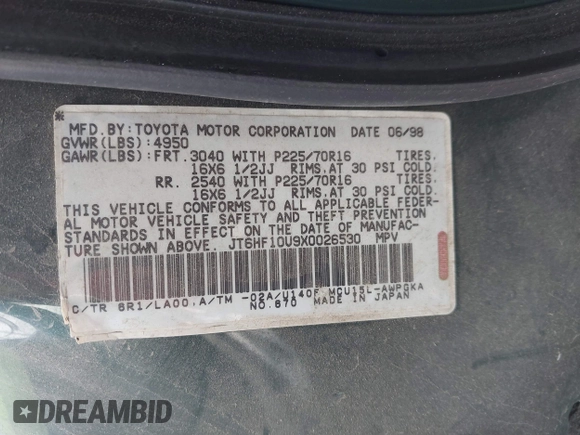 MFD.BY:TOYOTA MOTOR CORPORATION DATE 06/98
GVWR(LBS):4950
GAWR(LBS):FRT.3040 WITH P225/70R16 TIRES.
16X6 1/2JJ RIMS.AT 30 PSI COLD.
RR. 2540 WITH P225/70R16 TIRES.
16X6 1/2JJ RIMS.AT 30 PSI COLD.
THIS VEHICLE CONFORMS TO ALL APPLICABLE FEDER-
AL MOTOR VEHICLE SAFETY AND THEFT PREVENTION
STANDARDS IN EFFECT ON THE DATE OF MANUFAC-
TURE SHOWN ABOVE. JT6HF10U9X0026530 MPV
C/TR 6R1/LA00.A/TM -02A/U140F MCU15L-AWPGKA
NO.670 MADE IN JAPAN
DREAMBID